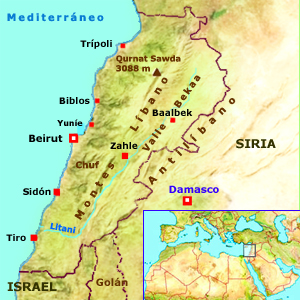 Mediterráneo
Trípoli
Qurnat Sawda
3088 m
Biblos
Yuníe
Beirut
Baalbek
Montes Líbano
Valle Bekaa
Antilíbano
SIRIA
Zahle
Chuf
Sidón
Damasco
Litani
Tiro
ISRAEL
Golán